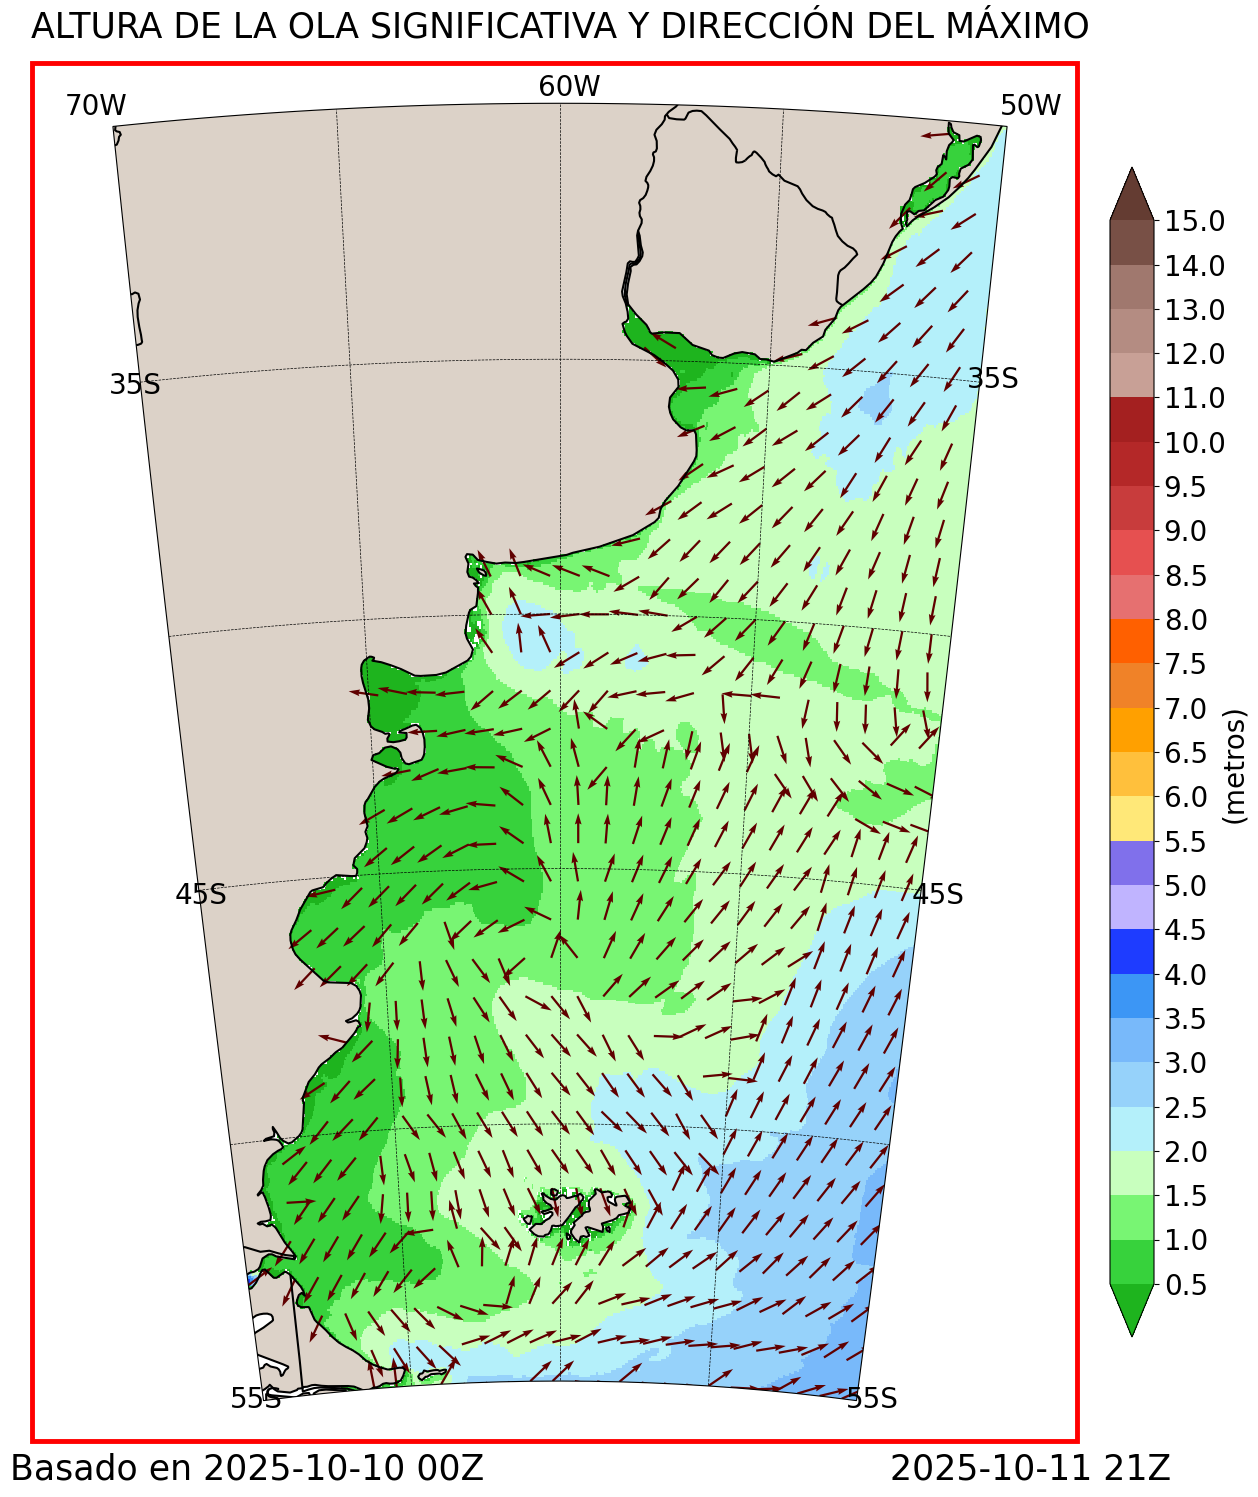 ALTURA DE LA OLA SIGNIFICATIVA Y DIRECCIÓN DEL MÁXIMO
70W
60W
50W
35S
35S
45S
45S
55S
55S
15.0
14.0
13.0
12.0
11.0
10.0
9.5
9.0
8.5
8.0
7.5
7.0
6.5
6.0
5.5
5.0
4.5
4.0
3.5
3.0
2.5
2.0
1.5
1.0
0.5
(metros)
Basado en 2025-10-10 00Z
2025-10-11 21Z